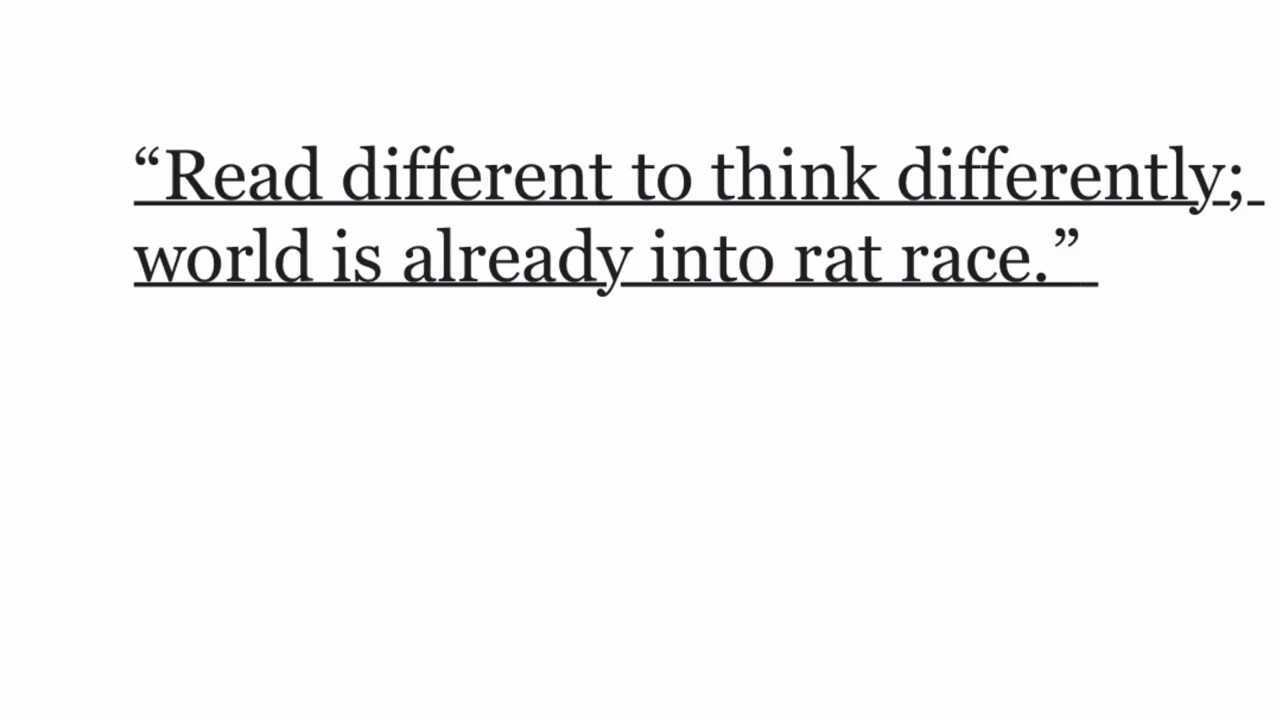 “Read different to think differently;
world is already into rat race.”